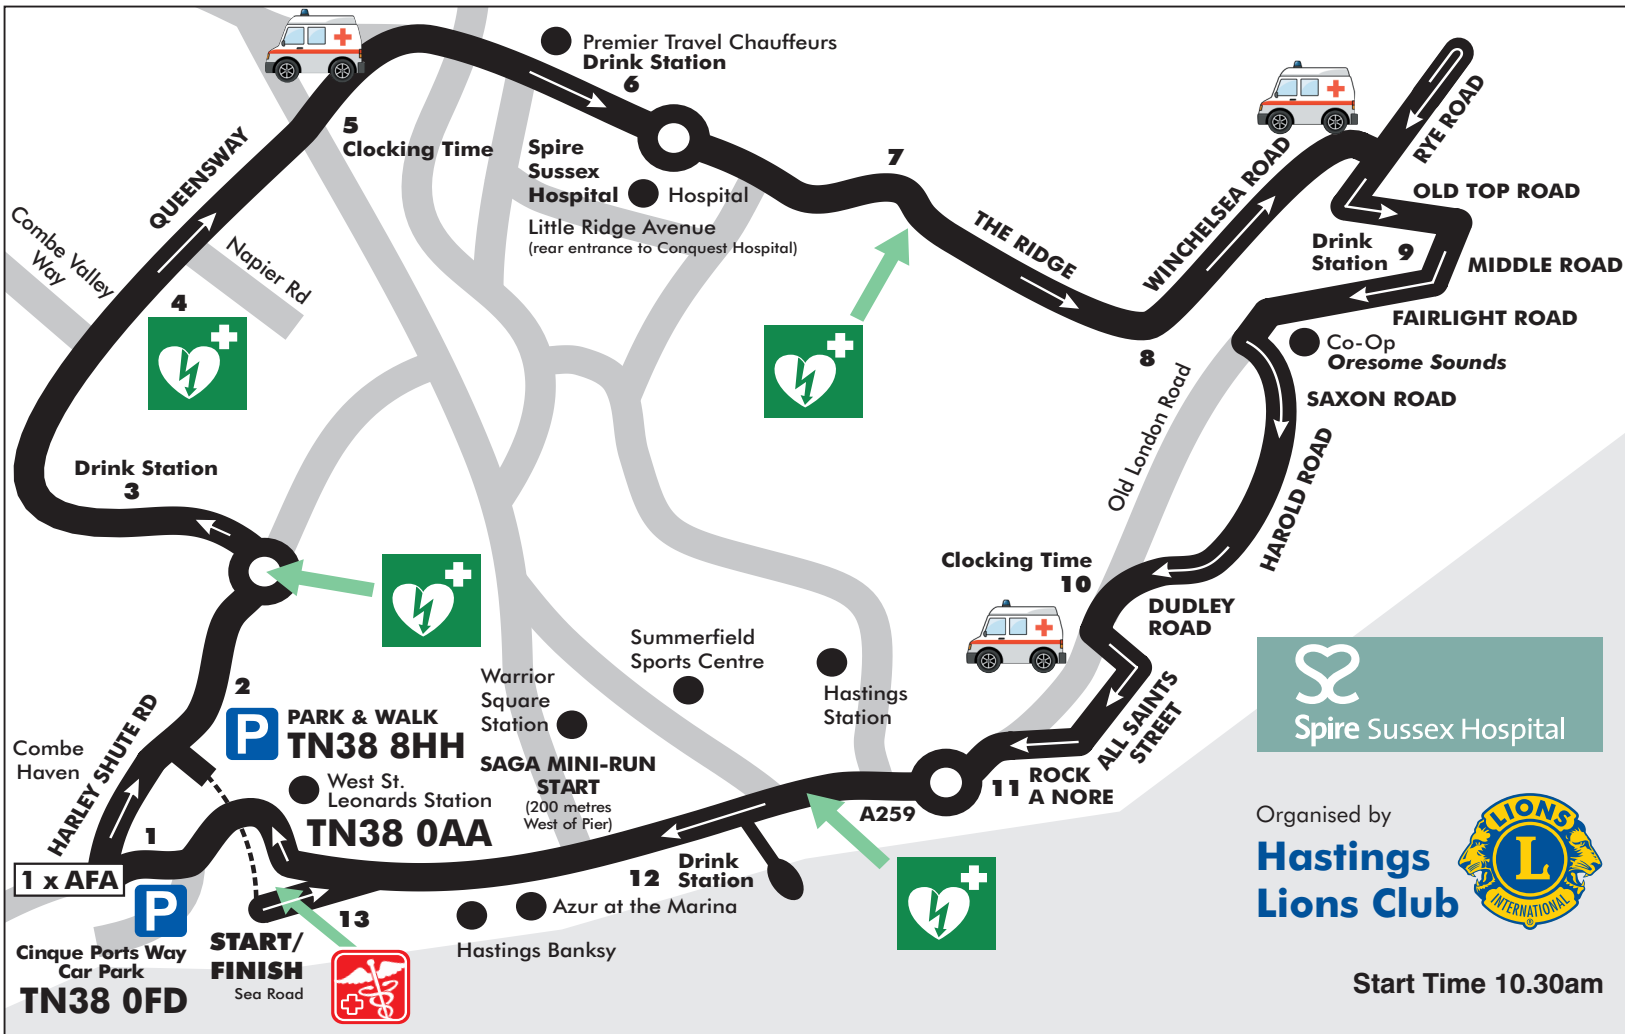 Premier Travel Chauffeurs
Drink Station
6
5
Clocking Time
QUEENSWAY
Spire
Sussex
Hospital
Hospital
Little Ridge Avenue
(rear entrance to Conquest Hospital)
7
THE RIDGE
WINCHELSEA ROAD
RYE ROAD
OLD TOP ROAD
Drink
Station
9
MIDDLE ROAD
FAIRLIGHT ROAD
Co-Op
Oresome Sounds
SAXON ROAD
8
Old London Road
HAROLD ROAD
Combe Valley
Way
Napier Rd
4
Drink Station
3
Clocking Time
10
DUDLEY
ROAD
ALL SAINTS
STREET
Summerfield
Sports Centre
Hastings
Station
Warrior
Square
Station
2
PARK & WALK
P
TN38 8HH
Combe
Haven
HARLEY SHUTE RD
West St.
Leonards Station
TN38 0AA
SAGA MINI-RUN
START
(200 metres
West of Pier)
11
ROCK
A NORE
A259
1
1 x AFA
P
Cinque Ports Way
Car Park
TN38 0FD
START/
FINISH
Sea Road
13
12
Drink
Station
Azur at the Marina
Hastings Banksy
Spire Sussex Hospital
Organised by
Hastings
Lions Club
LIONS
L
INTERNATIONAL
®
Start Time 10.30am